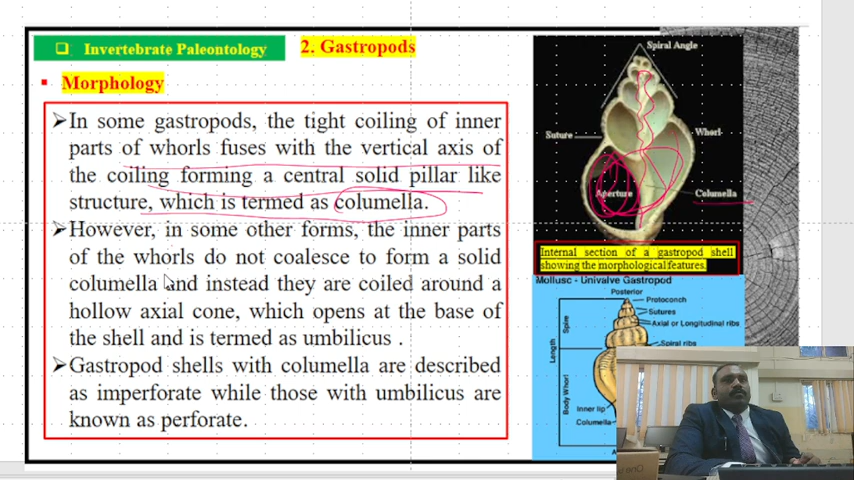 ❑ Invertebrate Paleontology
2. Gastropods
▪ Morphology
➢In some gastropods, the tight coiling of inner
parts of whorls fuses with the vertical axis of
the coiling forming a central solid pillar like
structure, which is termed as columella.
➢However, in some other forms, the inner parts
of the whorls do not coalesce to form a solid
columella and instead they are coiled around a
hollow axial cone, which opens at the base of
the shell and is termed as umbilicus .
➢Gastropod shells with columella are described
as imperforate while those with umbilicus are
known as perforate.
Spiral Angle
Suture
Whorl
Aperture
Columella
Internal section of a gastropod shell
showing the morphological features.
Mollusc - Univalve Gastropod
Posterior
Protoconch
Sutures
Axial or Longitudinal ribs
Spiral ribs
Spire
Length
Body Whorl
Inner lip
Columella